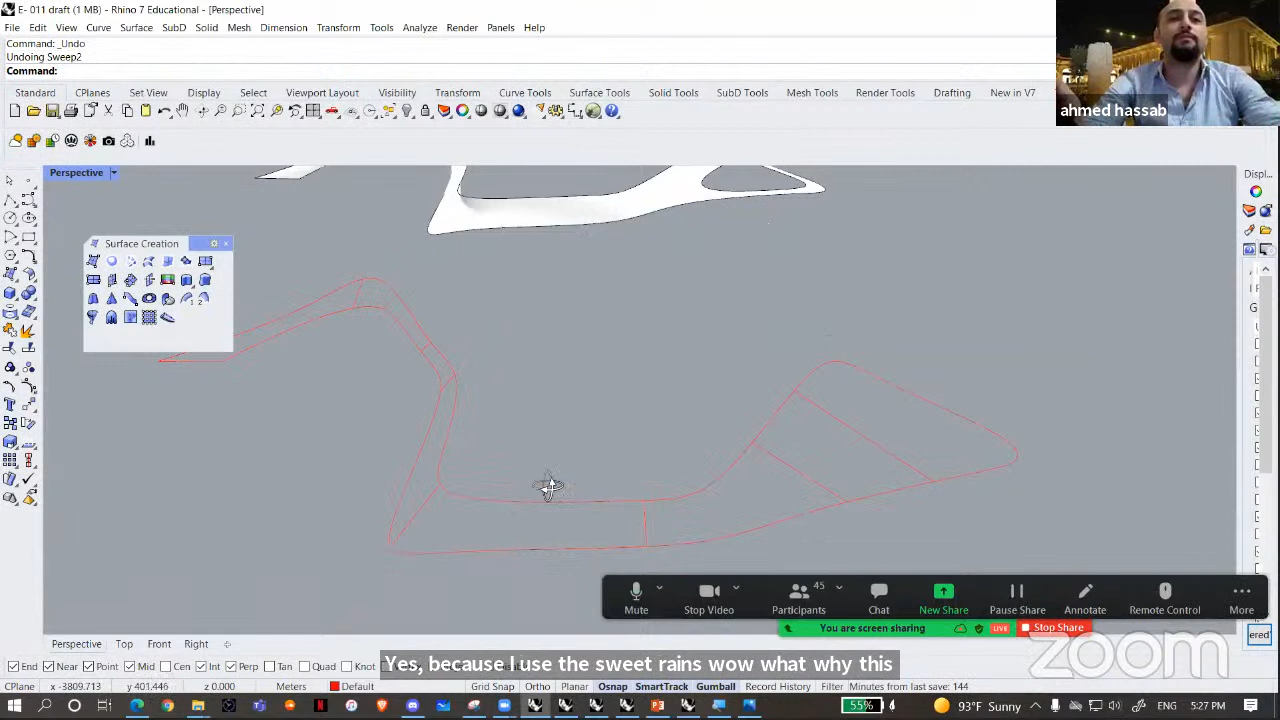 E- 011 draft (1 MB) - Rhino 7 Educational - [Perspective]
File Edit View Curve Surface SubD Solid Mesh Dimension Transform Tools Analyze Render Panels Help
Command: _Undo
Undoing Sweep2
Command:
Standard CPlanes Set View Display Select Viewport Layout Visibility Transform Curve Tools Surface Tools Solid Tools SubD Tools Mesh Tools Render Tools Drafting New in V7
ahmed hassab
Perspective
Displ...
Surface Creation
45
Mute Stop Video Participants Chat New Share Pause Share Annotate Remote Control More
You are screen sharing LIVE Stop Share
ered'
Perspective Top Front Right
zoom
End Near Point Mid Cen Int Perp Tan Quad Knot
Yes, because i use the sweet rains wow what why this
CPlane x -3809.713 y 401.446 z 0.000 Meters Default Grid Snap Ortho Planar Osnap SmartTrack Gumball Record History Filter Minutes from last save: 144
55% 93°F Sunny 5:27 PM